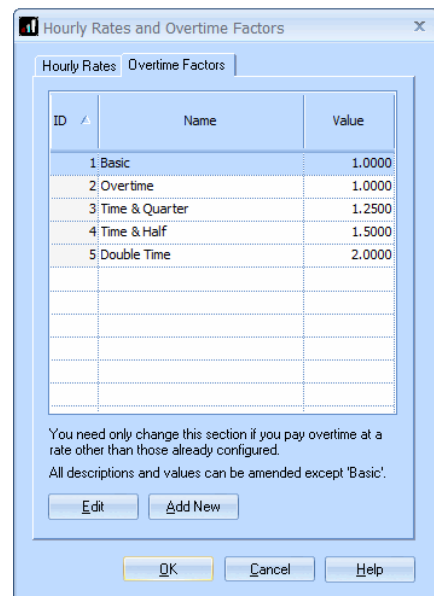 Hourly Rates and Overtime Factors x
Hourly Rates Overtime Factors
ID Name Value
1 Basic 1.0000
2 Overtime 1.0000
3 Time & Quarter 1.2500
4 Time & Half 1.5000
5 Double Time 2.0000
You need only change this section if you pay overtime at a
rate other than those already configured.
All descriptions and values can be amended except 'Basic'.
Edit Add New
OK Cancel Help